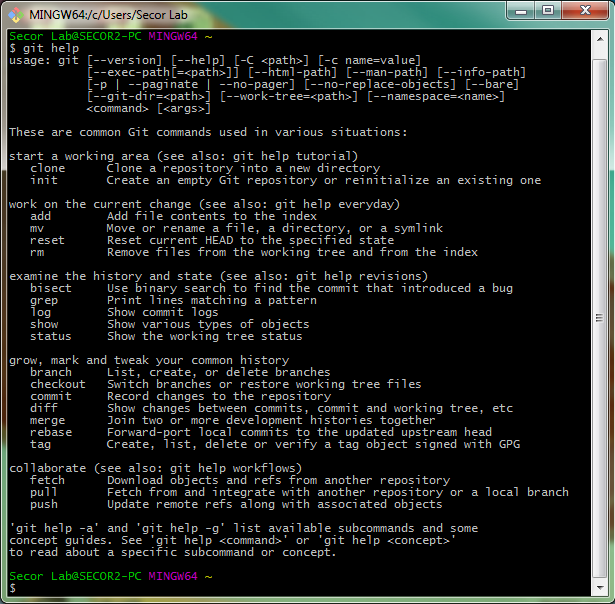 MINGW64:/c/Users/Secor Lab
Secor Lab@SECOR2-PC MINGW64 ~
$ git help
usage: git [--version] [--help] [-C <path>] [-c name=value]
           [--exec-path[=<path>]] [--html-path] [--man-path] [--info-path]
           [-p | --paginate | --no-pager] [--no-replace-objects] [--bare]
           [--git-dir=<path>] [--work-tree=<path>] [--namespace=<name>]
           <command> [<args>]

These are common Git commands used in various situations:

start a working area (see also: git help tutorial)
   clone      Clone a repository into a new directory
   init       Create an empty Git repository or reinitialize an existing one

work on the current change (see also: git help everyday)
   add        Add file contents to the index
   mv         Move or rename a file, a directory, or a symlink
   reset      Reset current HEAD to the specified state
   rm         Remove files from the working tree and from the index

examine the history and state (see also: git help revisions)
   bisect     Use binary search to find the commit that introduced a bug
   grep       Print lines matching a pattern
   log        Show commit logs
   show       Show various types of objects
   status     Show the working tree status

grow, mark and tweak your common history
   branch     List, create, or delete branches
   checkout   Switch branches or restore working tree files
   commit     Record changes to the repository
   diff       Show changes between commits, commit and working tree, etc
   merge      Join two or more development histories together
   rebase     Forward-port local commits to the updated upstream head
   tag        Create, list, delete or verify a tag object signed with GPG

collaborate (see also: git help workflows)
   fetch      Download objects and refs from another repository
   pull       Fetch from and integrate with another repository or a local branch
   push       Update remote refs along with associated objects

'git help -a' and 'git help -g' list available subcommands and some
concept guides. See 'git help <command>' or 'git help <concept>'
to read about a specific subcommand or concept.

Secor Lab@SECOR2-PC MINGW64 ~
$